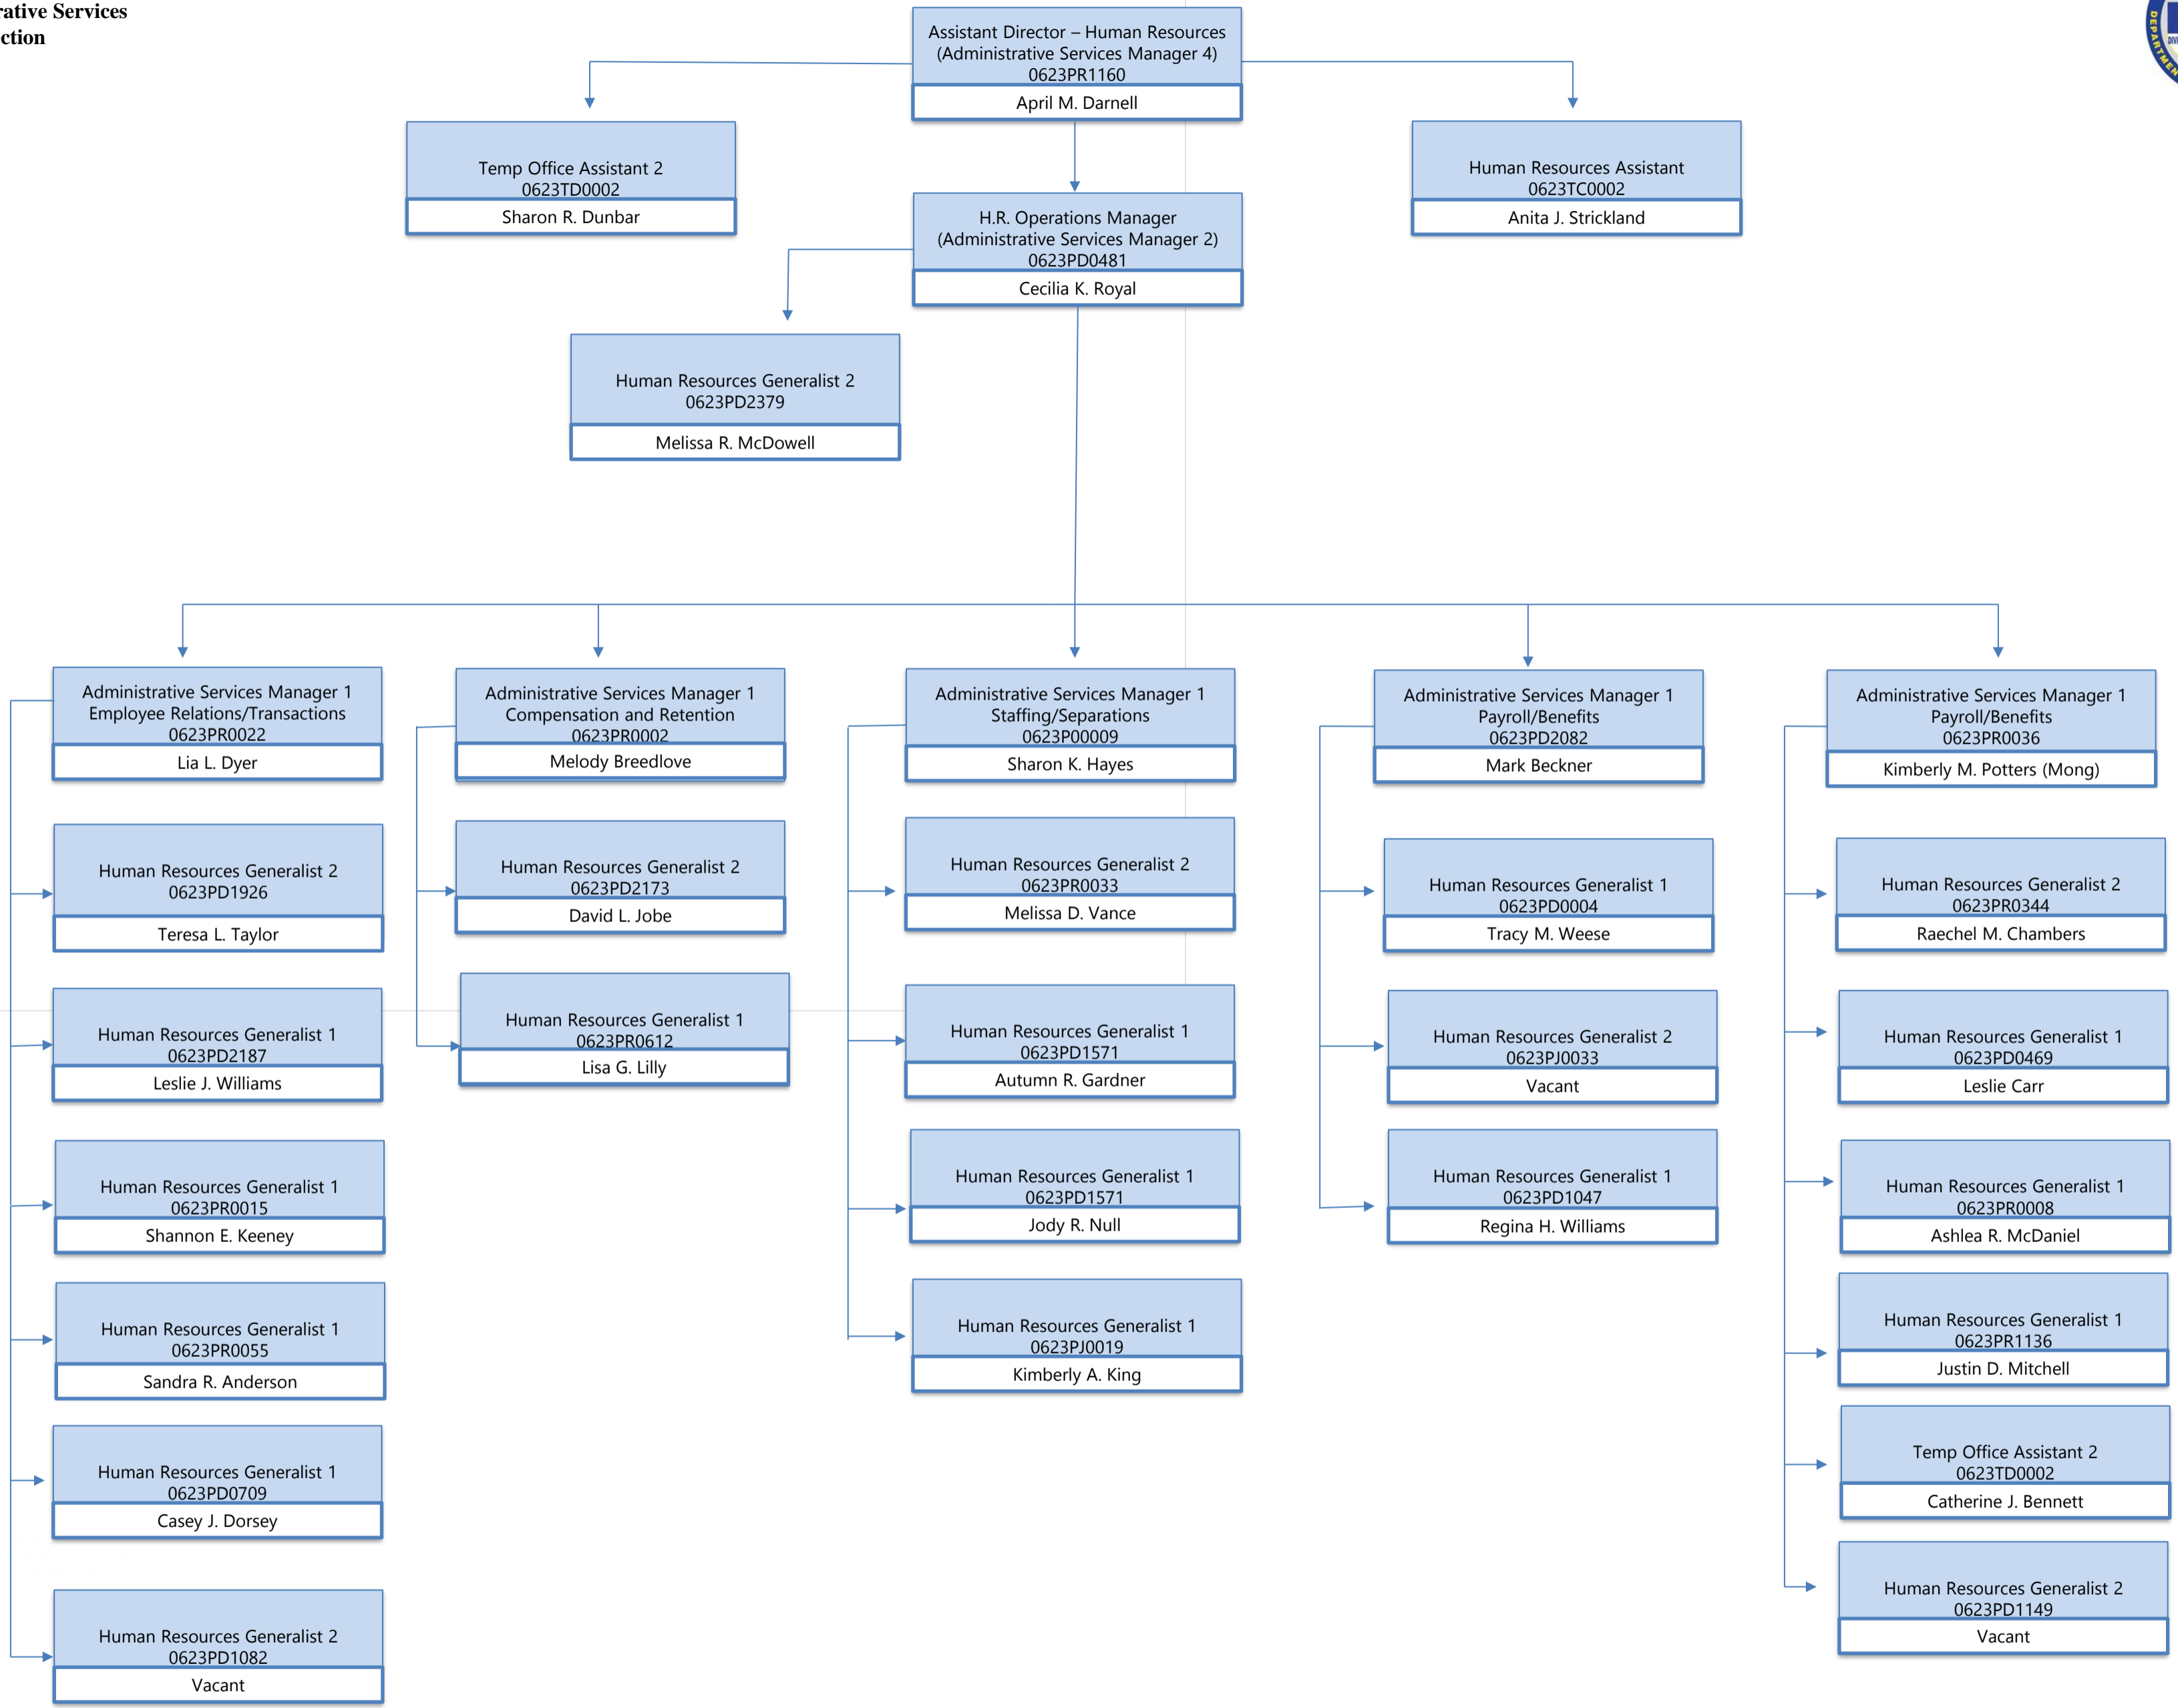 rative Services
ction
DEPARTMEN
DIVI
Assistant Director – Human Resources
(Administrative Services Manager 4)
0623PR1160
April M. Darnell
Temp Office Assistant 2
0623TD0002
Sharon R. Dunbar
Human Resources Assistant
0623TC0002
Anita J. Strickland
H.R. Operations Manager
(Administrative Services Manager 2)
0623PD0481
Cecilia K. Royal
Human Resources Generalist 2
0623PD2379
Melissa R. McDowell
Administrative Services Manager 1
Employee Relations/Transactions
0623PR0022
Lia L. Dyer
Human Resources Generalist 2
0623PD1926
Teresa L. Taylor
Human Resources Generalist 1
0623PD2187
Leslie J. Williams
Human Resources Generalist 1
0623PR0015
Shannon E. Keeney
Human Resources Generalist 1
0623PR0055
Sandra R. Anderson
Human Resources Generalist 1
0623PD0709
Casey J. Dorsey
Human Resources Generalist 2
0623PD1082
Vacant
Administrative Services Manager 1
Compensation and Retention
0623PR0002
Melody Breedlove
Human Resources Generalist 2
0623PD2173
David L. Jobe
Human Resources Generalist 1
0623PR0612
Lisa G. Lilly
Administrative Services Manager 1
Staffing/Separations
0623P00009
Sharon K. Hayes
Human Resources Generalist 2
0623PR0033
Melissa D. Vance
Human Resources Generalist 1
0623PD1571
Autumn R. Gardner
Human Resources Generalist 1
0623PD1571
Jody R. Null
Human Resources Generalist 1
0623PJ0019
Kimberly A. King
Administrative Services Manager 1
Payroll/Benefits
0623PD2082
Mark Beckner
Human Resources Generalist 1
0623PD0004
Tracy M. Weese
Human Resources Generalist 2
0623PJ0033
Vacant
Human Resources Generalist 1
0623PD1047
Regina H. Williams
Administrative Services Manager 1
Payroll/Benefits
0623PR0036
Kimberly M. Potters (Mong)
Human Resources Generalist 2
0623PR0344
Raechel M. Chambers
Human Resources Generalist 1
0623PD0469
Leslie Carr
Human Resources Generalist 1
0623PR0008
Ashlea R. McDaniel
Human Resources Generalist 1
0623PR1136
Justin D. Mitchell
Temp Office Assistant 2
0623TD0002
Catherine J. Bennett
Human Resources Generalist 2
0623PD1149
Vacant